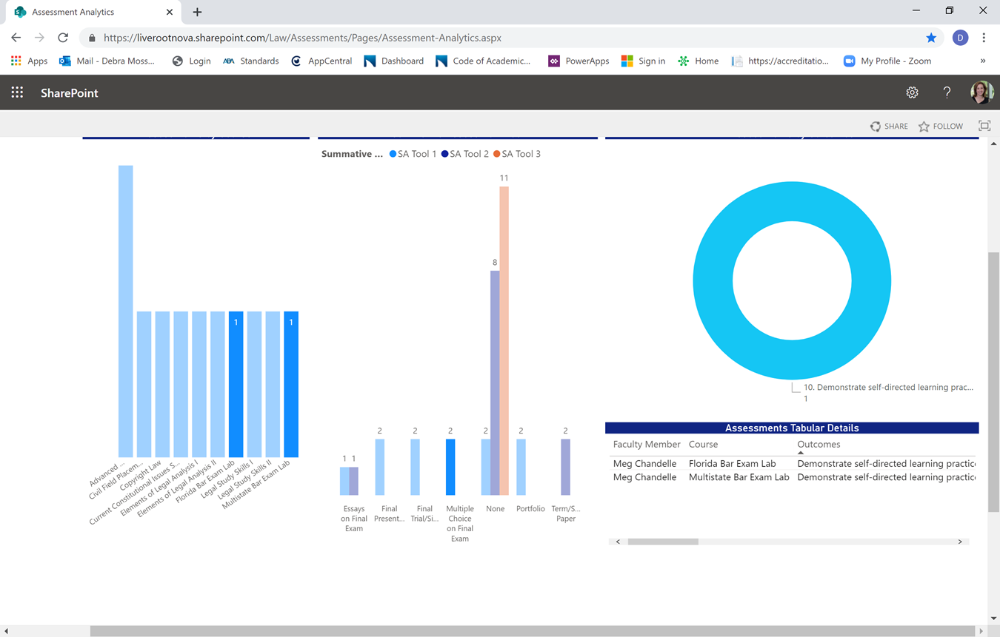 Assessment Analytics
https://liverootnova.sharepoint.com/Law/Assessments/Pages/Assessment-Analytics.aspx
D
Apps Mail - Debra Moss... Login ABA Standards AppCentral Dashboard Code of Academic... PowerApps Sign in Home https://accreditatio... My Profile - Zoom »
SharePoint ?
SHARE FOLLOW
Summative ... SA Tool 1 SA Tool 2 SA Tool 3
1
1
Advanced ...
Civil Field Placem...
Copyright Law
Current Constitutional Issues S...
Elements of Legal Analysis I
Elements of Legal Analysis II
Florida Bar Exam Lab
Legal Study Skills I
Legal Study Skills II
Multistate Bar Exam Lab
11
8
2 2 2 2 2 2
1 1
Essays on Final Exam
Final Present...
Final Trial/Si...
Multiple Choice on Final Exam
None
Portfolio
Term/S... Paper
10. Demonstrate self-directed learning prac...
1
Assessments Tabular Details
Faculty Member Course Outcomes
Meg Chandelle Florida Bar Exam Lab Demonstrate self-directed learning practic
Meg Chandelle Multistate Bar Exam Lab Demonstrate self-directed learning practic